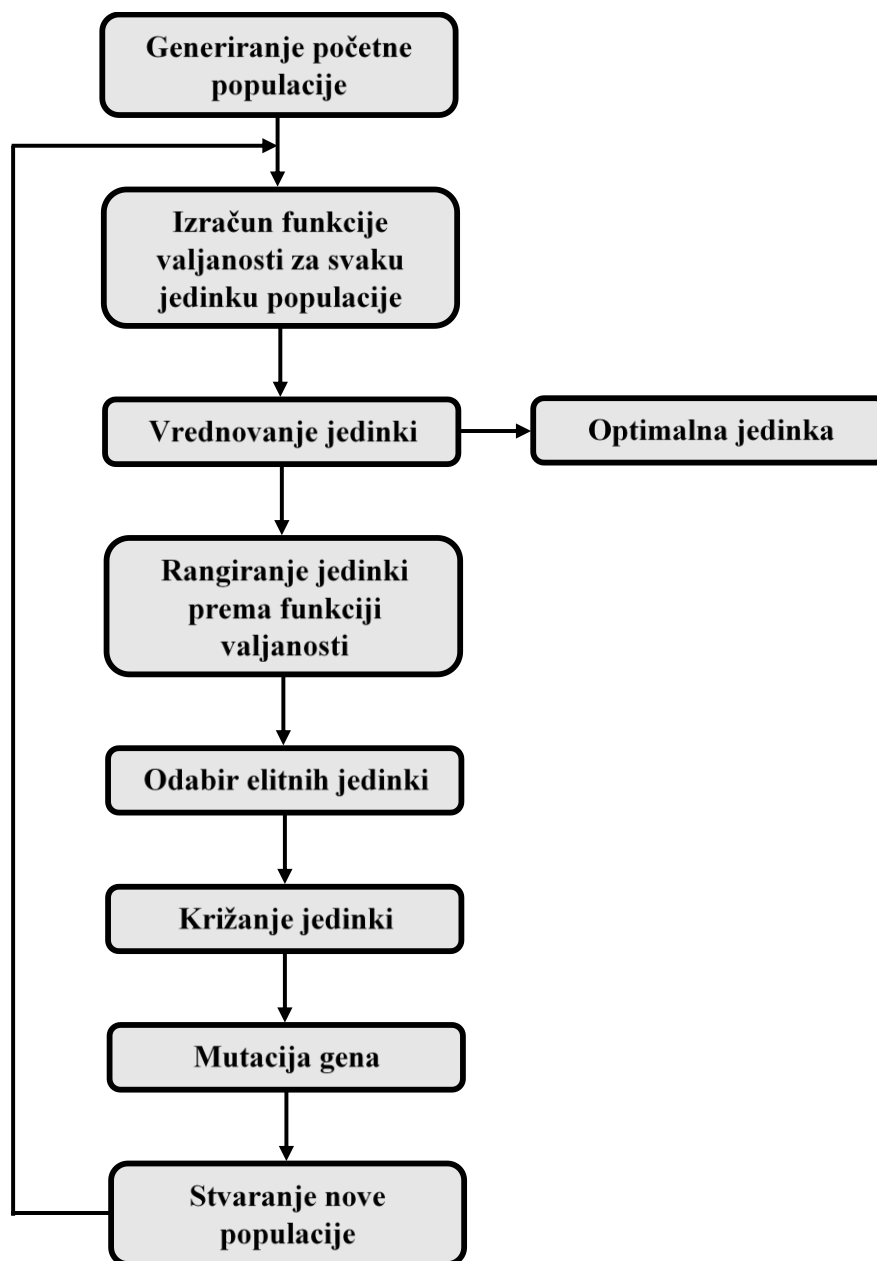 Generiranje početne
populacije
Izračun funkcije
valjanosti za svaku
jedinku populacije
Vrednovanje jedinki
Optimalna jedinka
Rangiranje jedinki
prema funkciji
valjanosti
Odabir elitnih jedinki
Križanje jedinki
Mutacija gena
Stvaranje nove
populacije